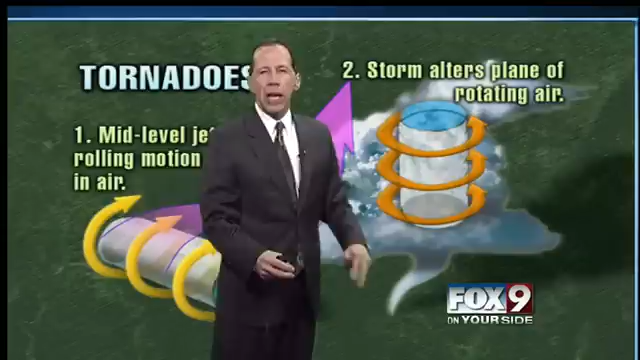 TORNADOES
1. Mid-level je
rolling motion
in air.
2. Storm alters plane of
rotating air.
FOX 9
ON YOUR SIDE